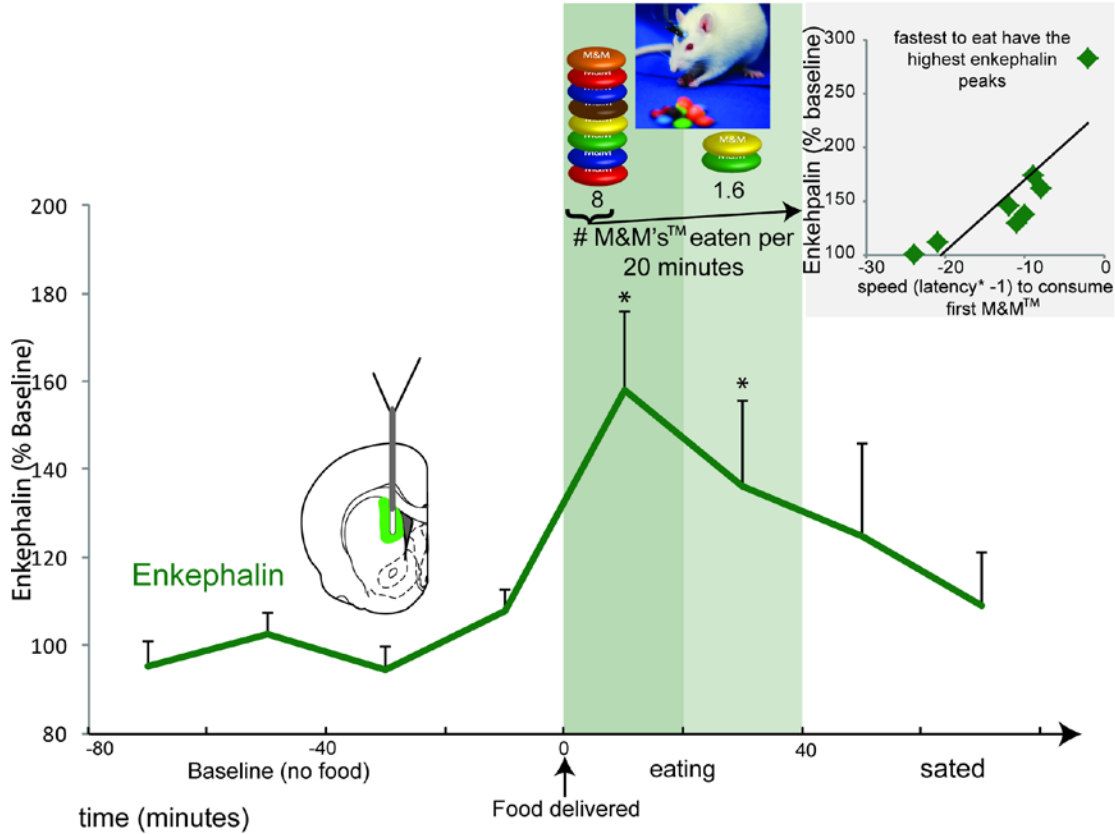 M&M
M&M
8
1.6
# M&M's™ eaten per
20 minutes
300
250
200
150
100
Enkehpalin (% baseline)
fastest to eat have the
highest enkephalin
peaks
-30
-20
-10
0
speed (latency* -1) to consume
first M&M™
200
180
160
140
120
100
80
Enkephalin (% Baseline)
*
*
Enkephalin
-80
-40
0
40
Baseline (no food)
eating
sated
Food delivered
time (minutes)